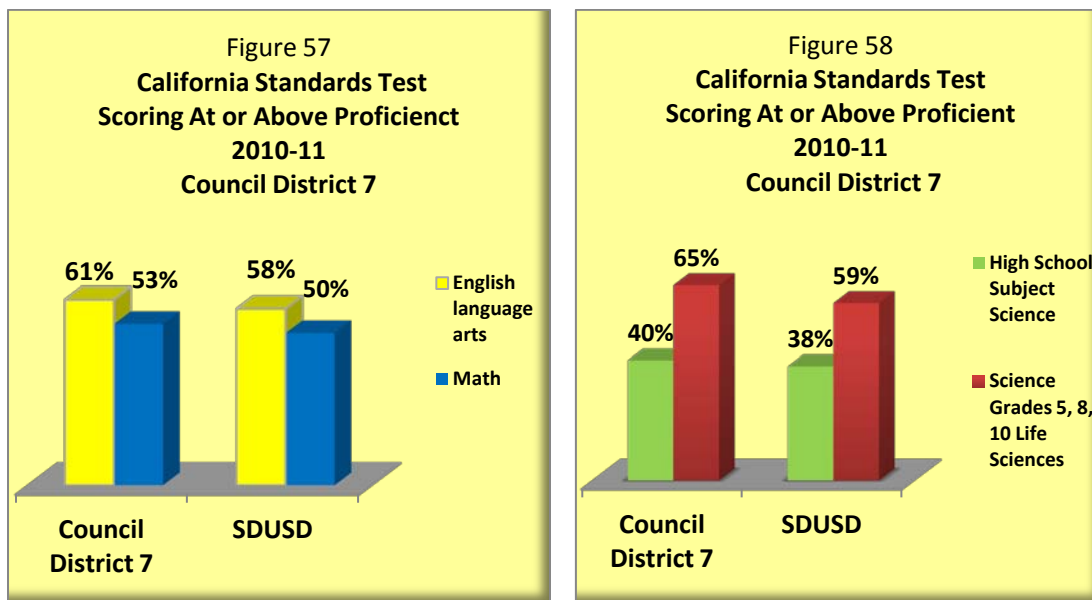 Figure 57
California Standards Test
Scoring At or Above Proficienct
2010-11
Council District 7
61%
53%
58%
50%
English
language
arts
Math
Council
District 7
SDUSD
Figure 58
California Standards Test
Scoring At or Above Proficient
2010-11
Council District 7
40%
65%
38%
59%
High School
Subject
Science
Science
Grades 5, 8,
10 Life
Sciences
Council
District 7
SDUSD